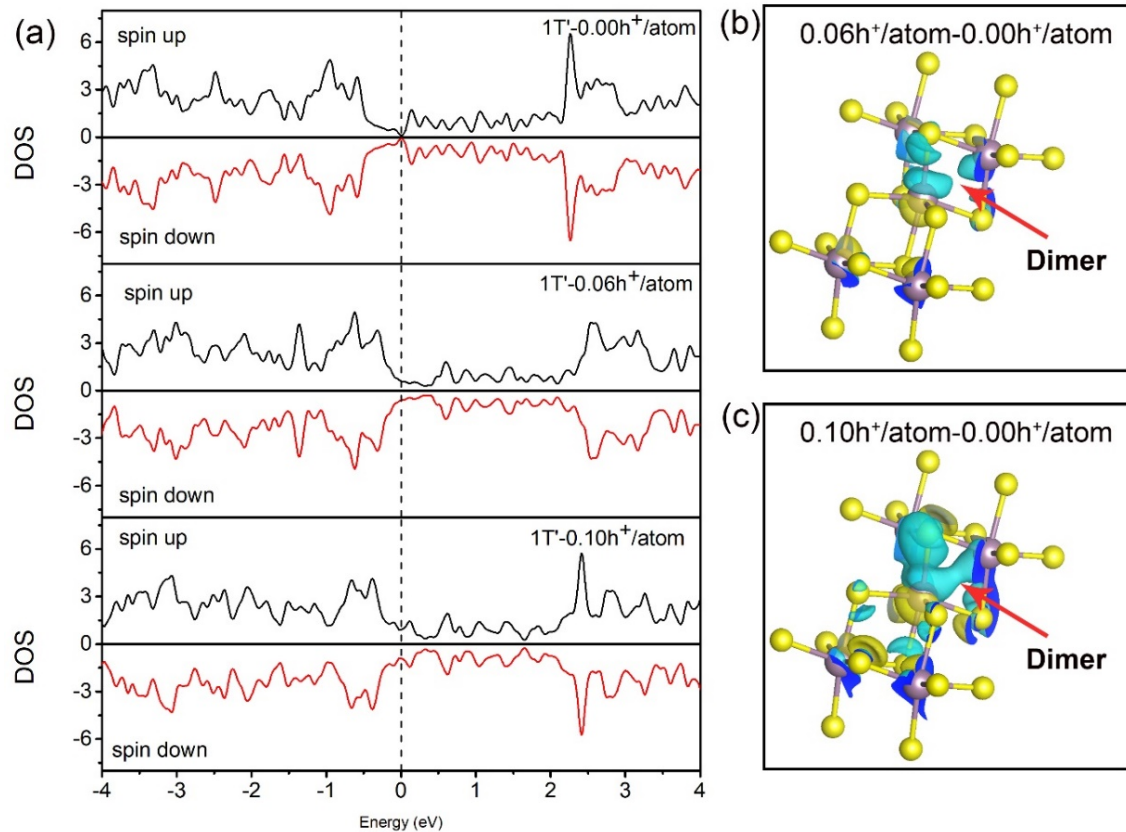 (a)
spin up
1T'-0.00h⁺/atom
6
3
0
DOS
-3
-6
spin down
spin up
1T'-0.06h⁺/atom
6
3
0
DOS
-3
-6
spin down
spin up
1T'-0.10h⁺/atom
6
3
0
DOS
-3
-6
spin down
-4 -3 -2 -1 0 1 2 3 4
Energy (eV)
(b)
0.06h⁺/atom-0.00h⁺/atom
Dimer
(c)
0.10h⁺/atom-0.00h⁺/atom
Dimer